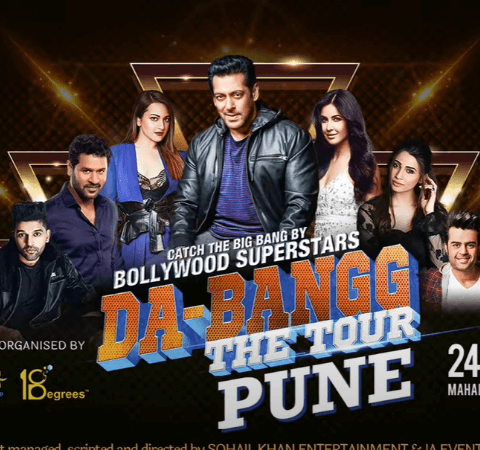 CATCH THE BIG BANG BY
BOLLYWOOD SUPERSTARS
DA-BANGG
THE TOUR
PUNE
ORGANISED BY
18Degrees™
24
MAHA
t managed, scripted and directed by SOHAIL KHAN ENTERTAINMENT & JA EVENT